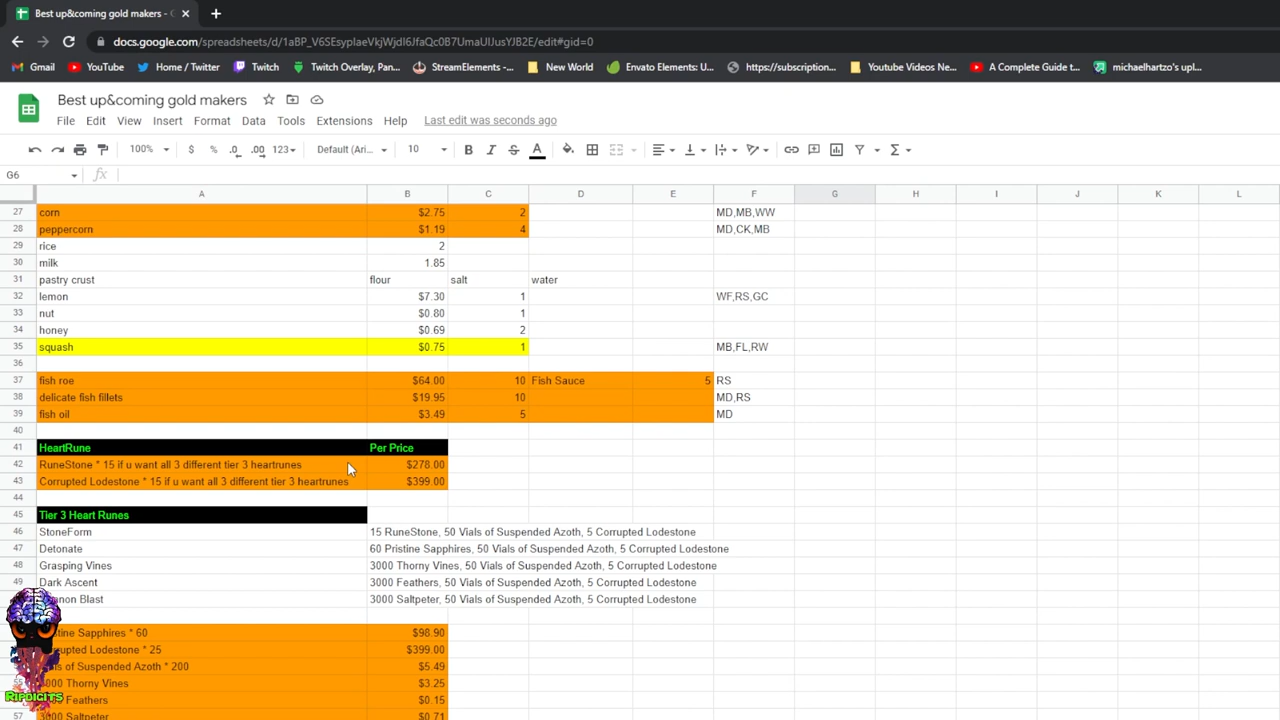 Best up&coming gold makers -
docs.google.com/spreadsheets/d/1aBP_V6SEsyplaeVkjWjdI6JfaQc0B7UmaUIJusYJB2E/edit#gid=0
Gmail YouTube Home / Twitter Twitch Twitch Overlay, Pan... StreamElements -... New World Envato Elements: U... https://subscription... Youtube Videos Ne... A Complete Guide t... michaelhartzo's upl...
Best up&coming gold makers
File Edit View Insert Format Data Tools Extensions Help Last edit was seconds ago
100% $ % .0 .00 123 Default (Ari... 10 B I S A
G6 fx
A B C D E F G H I J K L
27 corn $2.75 2 MD,MB,WW
28 peppercorn $1.19 4 MD,CK,MB
29 rice 2
30 milk 1.85
31 pastry crust flour salt water
32 lemon $7.30 1 WF,RS,GC
33 nut $0.80 1
34 honey $0.69 2
35 squash $0.75 1 MB,FL,RW
36
37 fish roe $64.00 10 Fish Sauce 5 RS
38 delicate fish fillets $19.95 10 MD,RS
39 fish oil $3.49 5 MD
40
41 HeartRune Per Price
42 RuneStone * 15 if u want all 3 different tier 3 heartrunes $278.00
43 Corrupted Lodestone * 15 if u want all 3 different tier 3 heartrunes $399.00
44
45 Tier 3 Heart Runes
46 StoneForm 15 RuneStone, 50 Vials of Suspended Azoth, 5 Corrupted Lodestone
47 Detonate 60 Pristine Sapphires, 50 Vials of Suspended Azoth, 5 Corrupted Lodestone
48 Grasping Vines 3000 Thorny Vines, 50 Vials of Suspended Azoth, 5 Corrupted Lodestone
49 Dark Ascent 3000 Feathers, 50 Vials of Suspended Azoth, 5 Corrupted Lodestone
Blast 3000 Saltpeter, 50 Vials of Suspended Azoth, 5 Corrupted Lodestone
Sapphires * 60 $98.90
Lodestone * 25 $399.00
of Suspended Azoth * 200 $5.49
Thorny Vines $3.25
RIPDICITS
Feathers $0.15
57 3000 Saltpeter $0.71